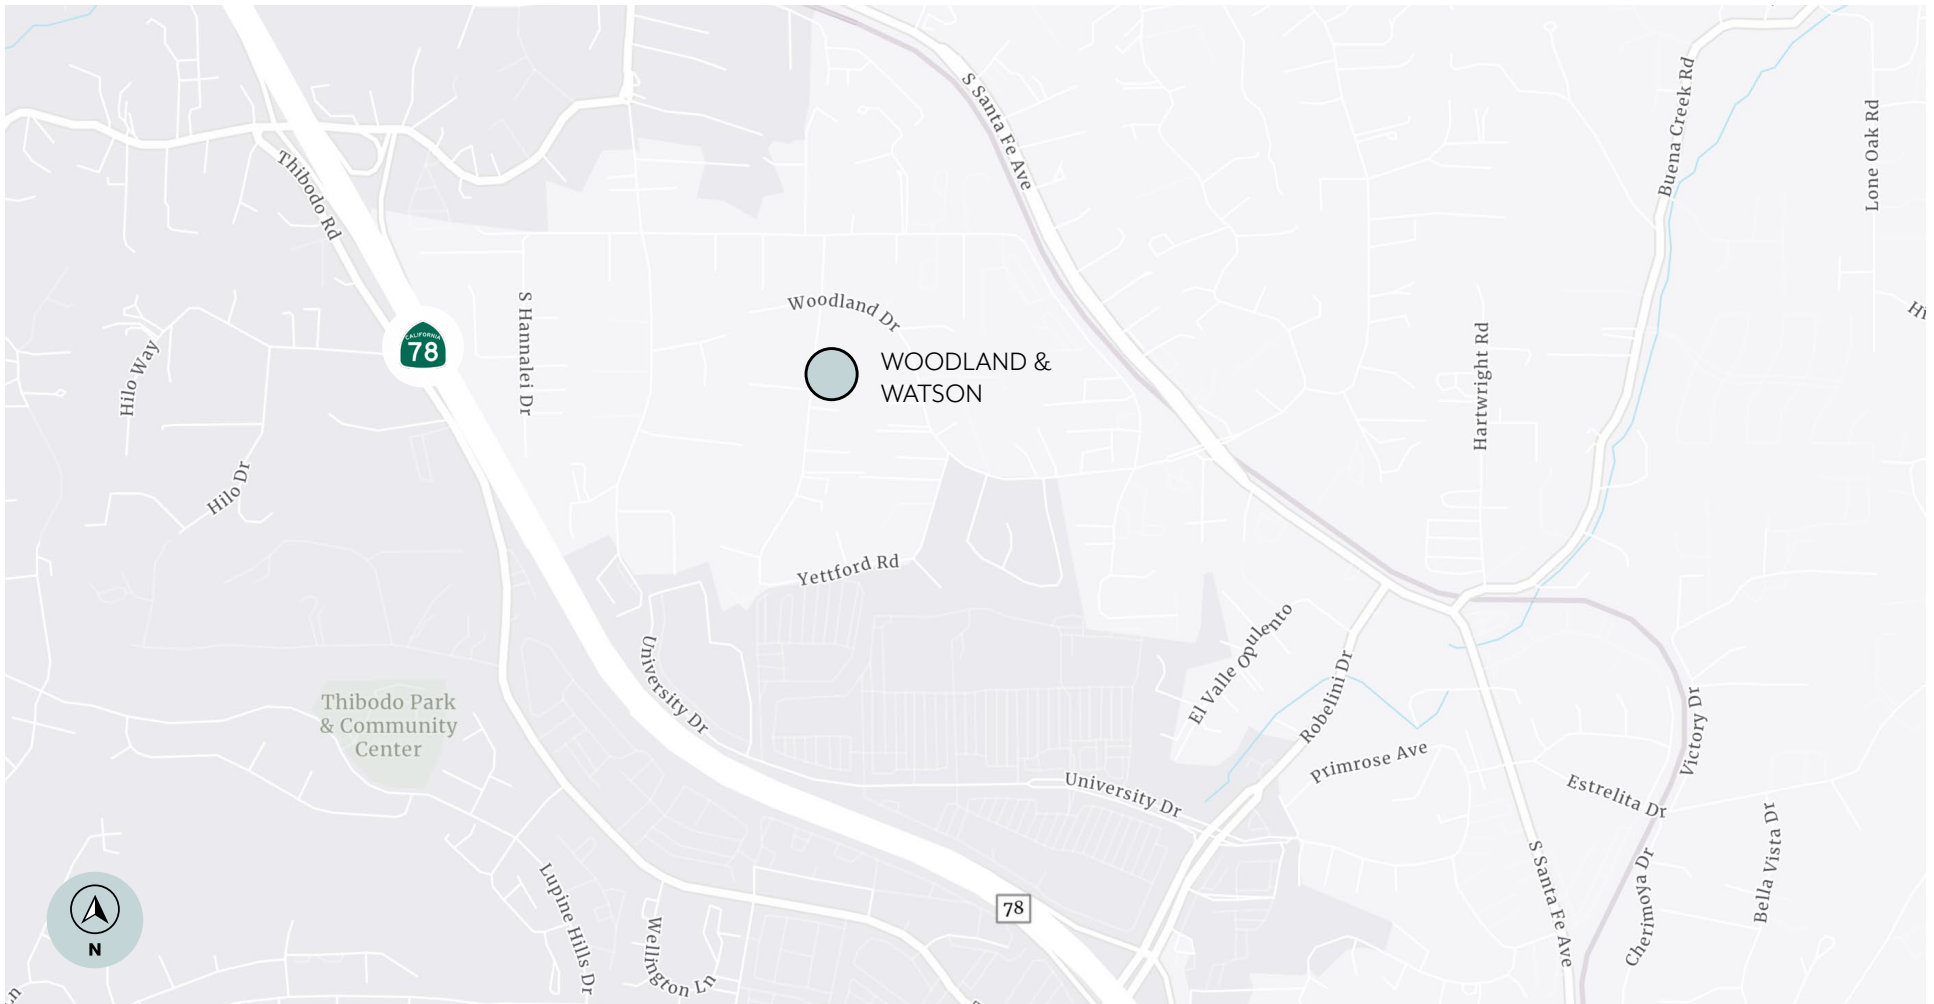 S Santa Fe Ave
Buena Creek Rd
Lone Oak Rd
Thibodo Rd
Woodland Dr
S Hannalei Dr
CALIFORNIA
78
Hilo Way
WOODLAND &
WATSON
Hartwright Rd
Hilo Dr
Yettford Rd
El Valle Opulento
University Dr
Robelini Dr
Thibodo Park
& Community
Center
Victory Dr
Primrose Ave
University Dr
Estrelita Dr
Bella Vista Dr
S Santa Fe Ave
Cherimoya Dr
Lupine Hills Dr
78
Wellington Ln
N